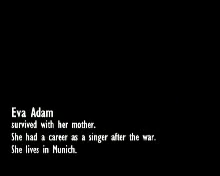 Eva Adam
survived with her mother.
She had a career as a singer after the war.
She lives in Munich.